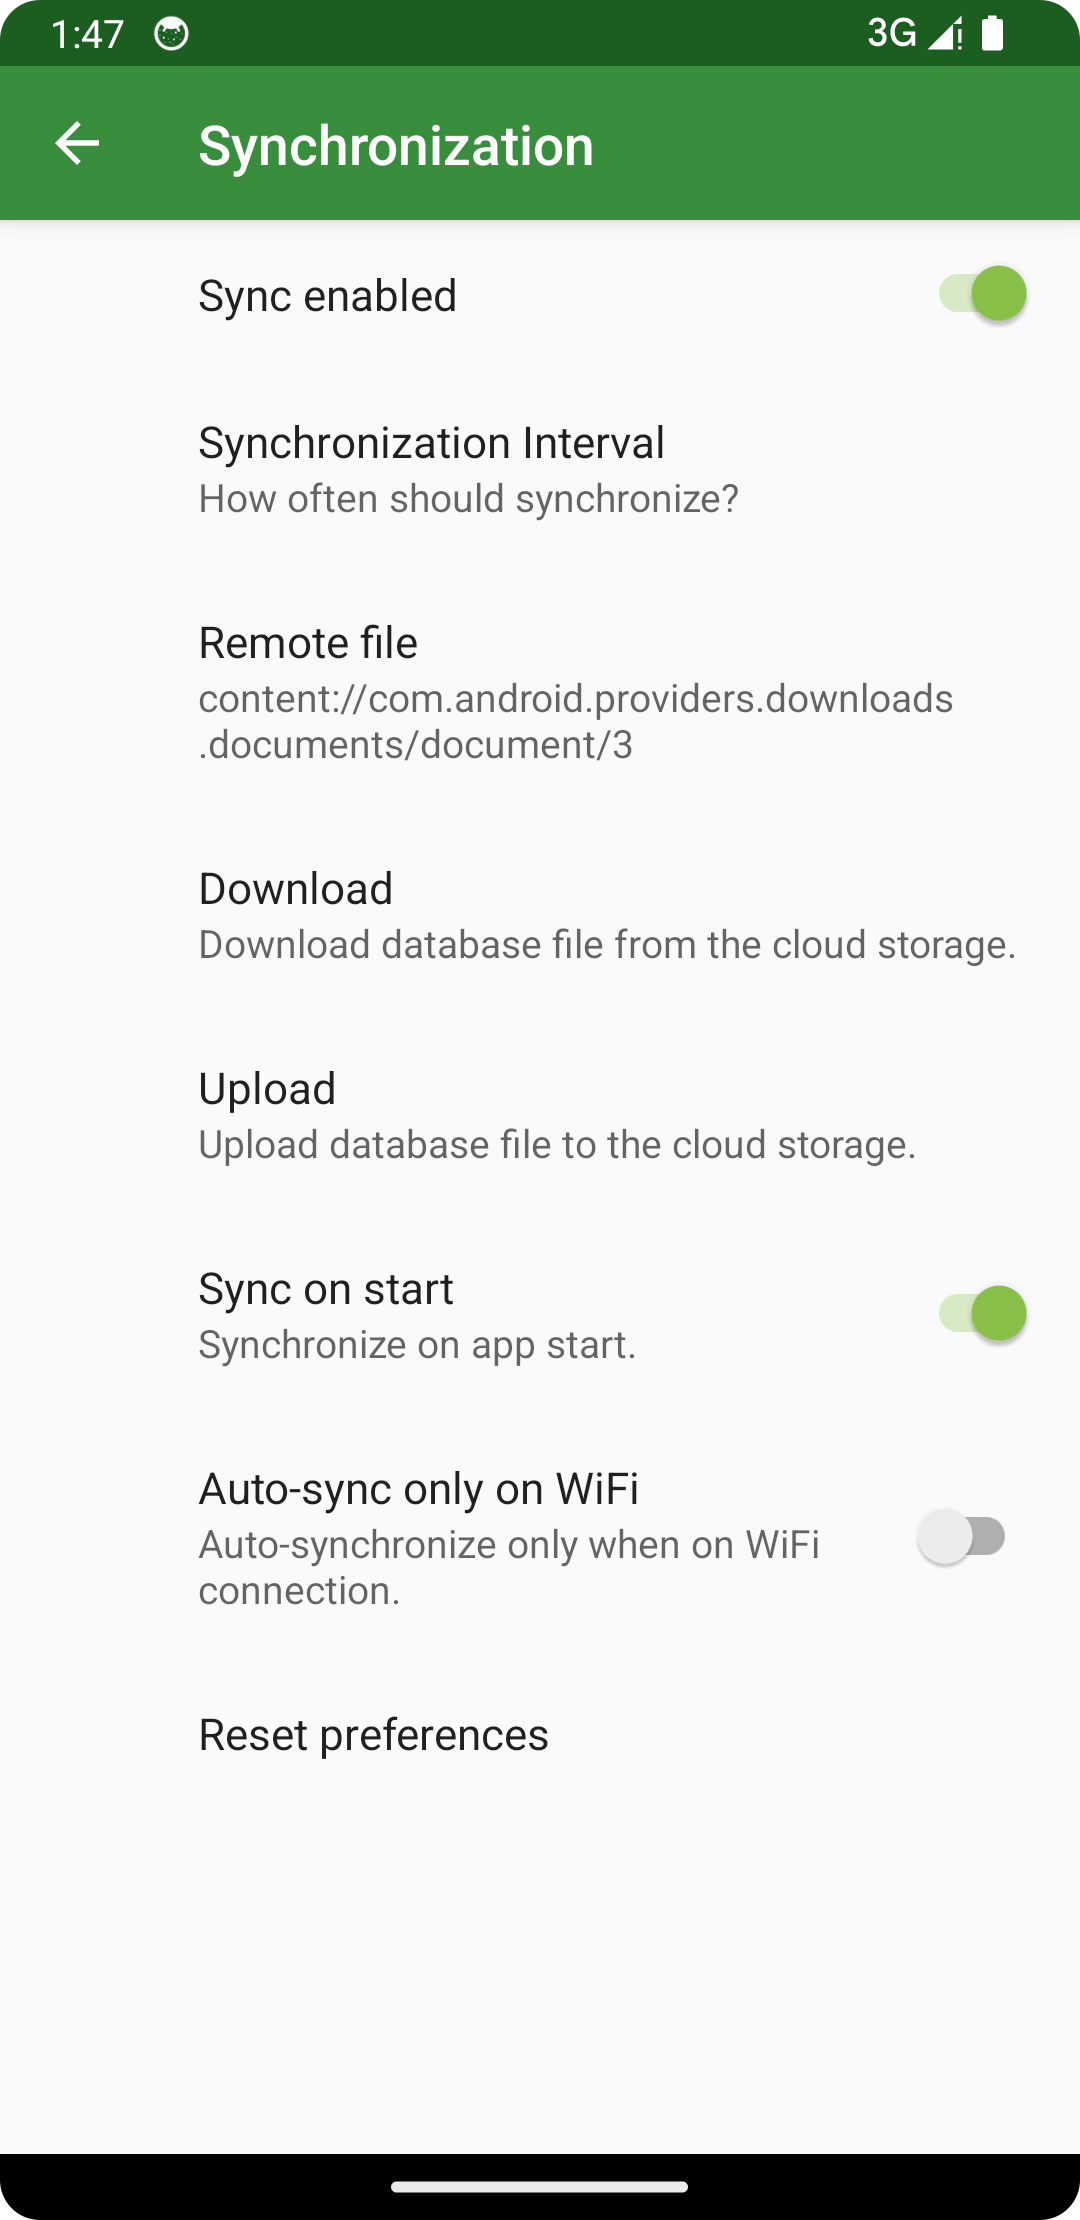 1:47
3G
Synchronization
Sync enabled
Synchronization Interval
How often should synchronize?
Remote file
content://com.android.providers.downloads
.documents/document/3
Download
Download database file from the cloud storage.
Upload
Upload database file to the cloud storage.
Sync on start
Synchronize on app start.
Auto-sync only on WiFi
Auto-synchronize only when on WiFi
connection.
Reset preferences